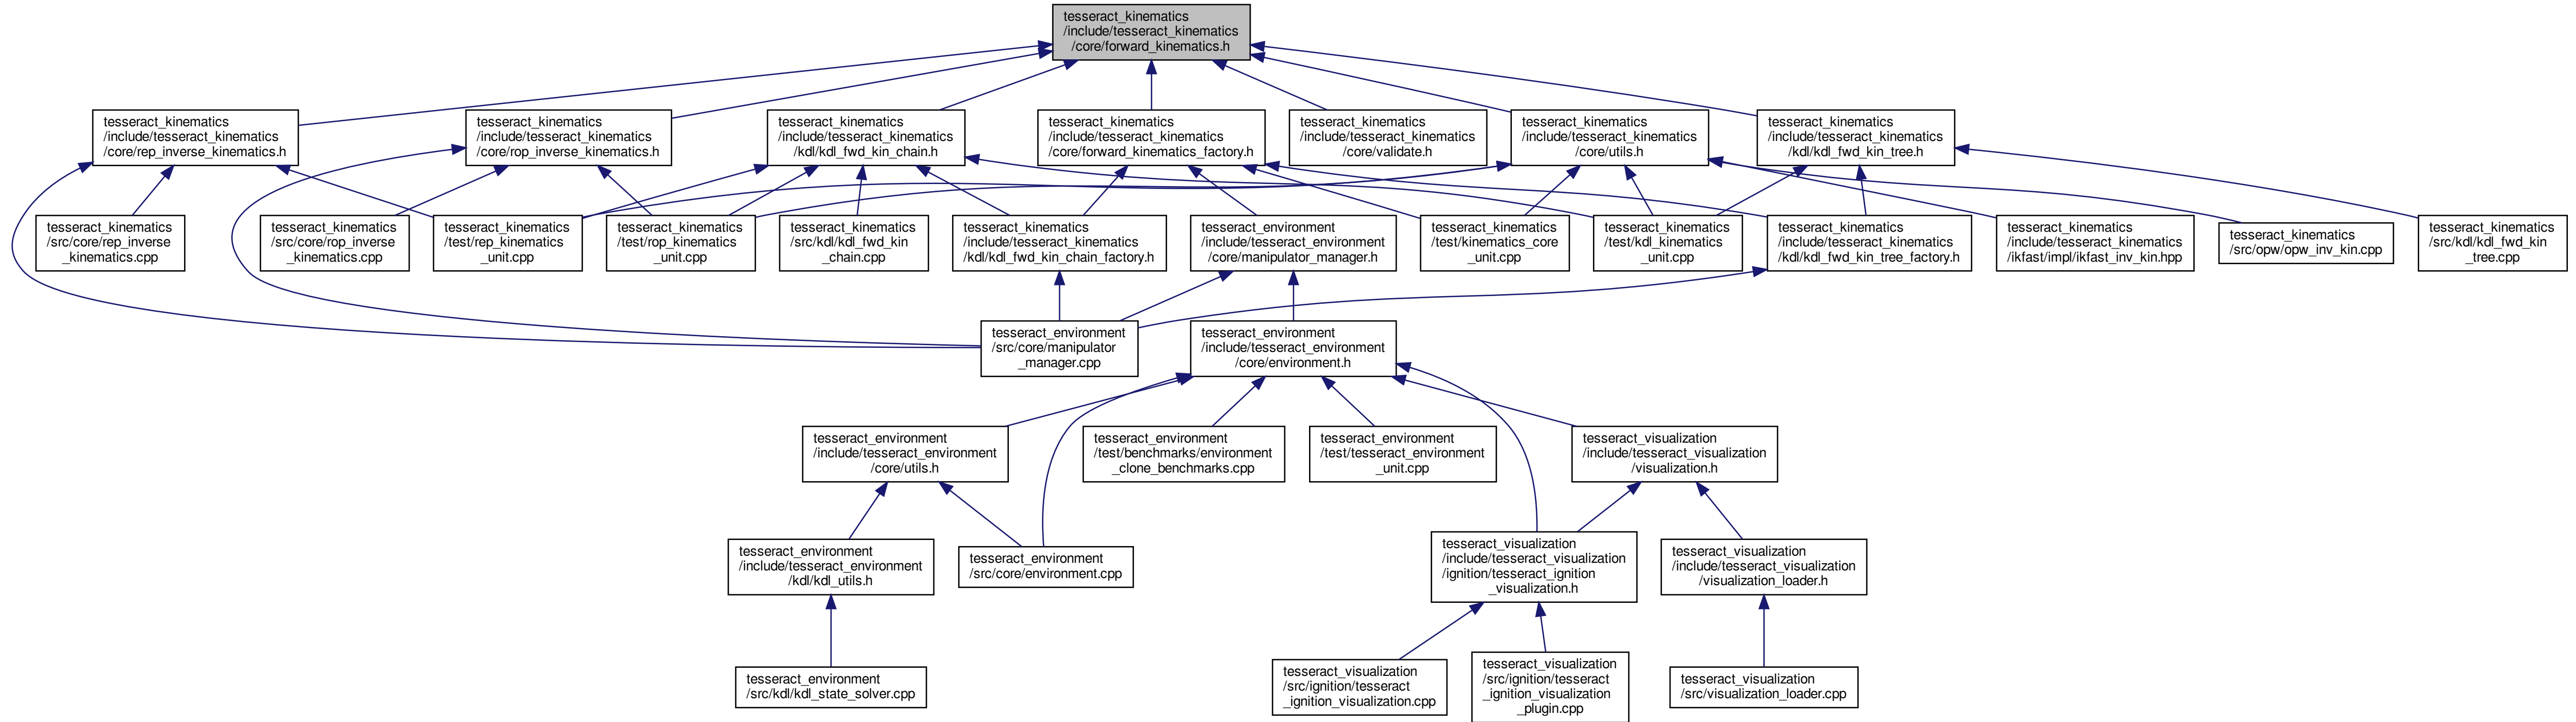 tesseract_kinematics
/include/tesseract_kinematics
/core/forward_kinematics.h
tesseract_kinematics
/include/tesseract_kinematics
/core/rep_inverse_kinematics.h
tesseract_kinematics
/include/tesseract_kinematics
/core/rop_inverse_kinematics.h
tesseract_kinematics
/include/tesseract_kinematics
/kdl/kdl_fwd_kin_chain.h
tesseract_kinematics
/include/tesseract_kinematics
/core/forward_kinematics_factory.h
tesseract_kinematics
/include/tesseract_kinematics
/core/validate.h
tesseract_kinematics
/include/tesseract_kinematics
/core/utils.h
tesseract_kinematics
/include/tesseract_kinematics
/kdl/kdl_fwd_kin_tree.h
tesseract_kinematics
/src/core/rep_inverse
_kinematics.cpp
tesseract_kinematics
/src/core/rop_inverse
_kinematics.cpp
tesseract_kinematics
/test/rep_kinematics
_unit.cpp
tesseract_kinematics
/test/rop_kinematics
_unit.cpp
tesseract_kinematics
/src/kdl/kdl_fwd_kin
_chain.cpp
tesseract_kinematics
/include/tesseract_kinematics
/kdl/kdl_fwd_kin_chain_factory.h
tesseract_environment
/include/tesseract_environment
/core/manipulator_manager.h
tesseract_kinematics
/test/kinematics_core
_unit.cpp
tesseract_kinematics
/test/kdl_kinematics
_unit.cpp
tesseract_kinematics
/include/tesseract_kinematics
/kdl/kdl_fwd_kin_tree_factory.h
tesseract_kinematics
/include/tesseract_kinematics
/ikfast/impl/ikfast_inv_kin.hpp
tesseract_kinematics
/src/opw/opw_inv_kin.cpp
tesseract_kinematics
/src/kdl/kdl_fwd_kin
_tree.cpp
tesseract_environment
/src/core/manipulator
_manager.cpp
tesseract_environment
/include/tesseract_environment
/core/environment.h
tesseract_environment
/include/tesseract_environment
/core/utils.h
tesseract_environment
/test/benchmarks/environment
_clone_benchmarks.cpp
tesseract_environment
/test/tesseract_environment
_unit.cpp
tesseract_visualization
/include/tesseract_visualization
/visualization.h
tesseract_environment
/include/tesseract_environment
/kdl/kdl_utils.h
tesseract_environment
/src/core/environment.cpp
tesseract_visualization
/include/tesseract_visualization
/ignition/tesseract_ignition
_visualization.h
tesseract_visualization
/include/tesseract_visualization
/visualization_loader.h
tesseract_environment
/src/kdl/kdl_state_solver.cpp
tesseract_visualization
/src/ignition/tesseract
_ignition_visualization.cpp
tesseract_visualization
/src/ignition/tesseract
_ignition_visualization
_plugin.cpp
tesseract_visualization
/src/visualization_loader.cpp